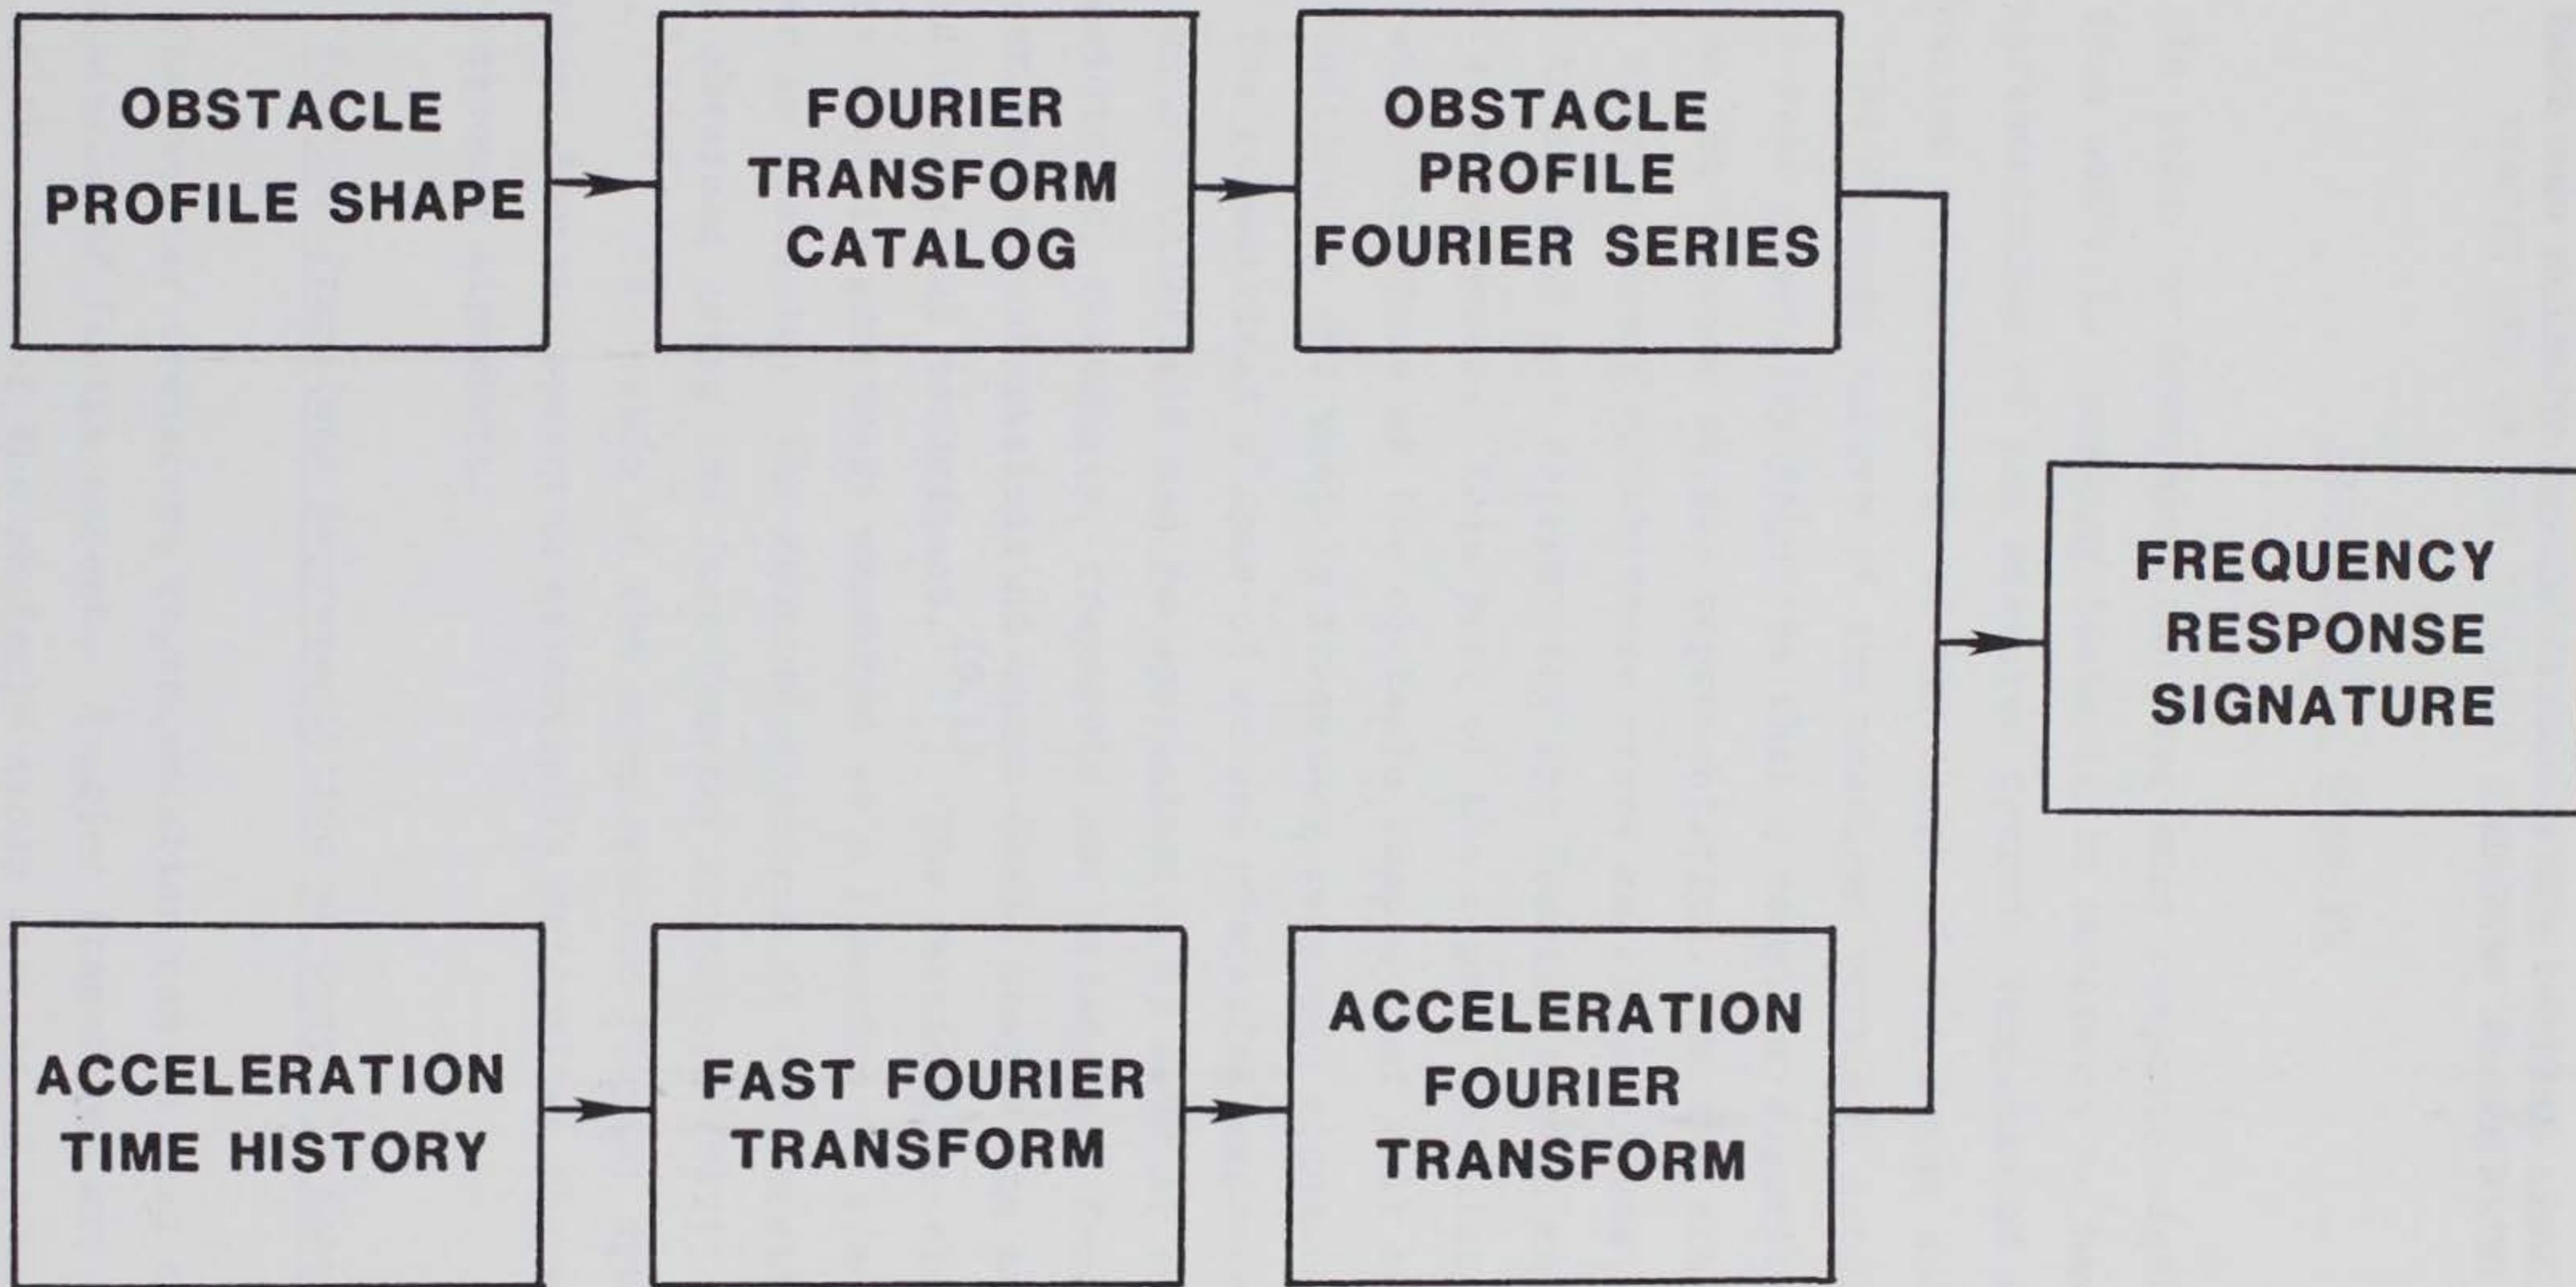 OBSTACLE
PROFILE SHAPE
FOURIER
TRANSFORM
CATALOG
OBSTACLE
PROFILE
FOURIER SERIES
ACCELERATION
TIME HISTORY
FAST FOURIER
TRANSFORM
ACCELERATION
FOURIER
TRANSFORM
FREQUENCY
RESPONSE
SIGNATURE